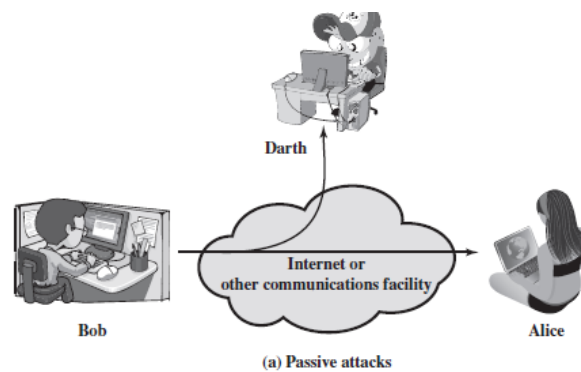 Darth
Internet or
other communications facility
Bob
Alice
(a) Passive attacks